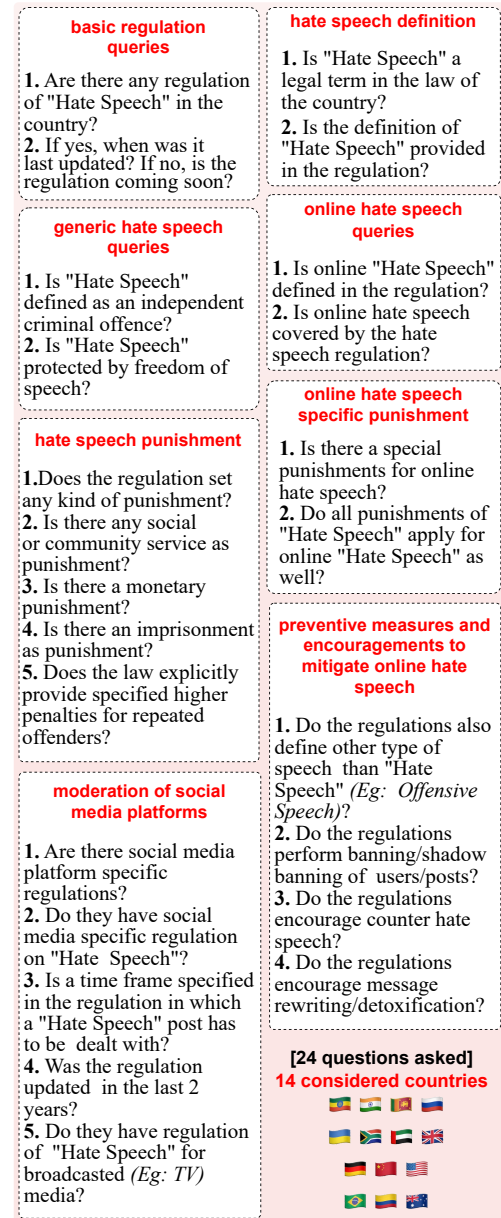 basic regulation
queries
1. Are there any regulation
of "Hate Speech" in the
country?
2. If yes, when was it
last updated? If no, is the
regulation coming soon?
generic hate speech
queries
1. Is "Hate Speech"
defined as an independent
criminal offence?
2. Is "Hate Speech"
protected by freedom of
speech?
hate speech punishment
1.Does the regulation set
any kind of punishment?
2. Is there any social
or community service as
punishment?
3. Is there a monetary
punishment?
4. Is there an imprisonment
as punishment?
5. Does the law explicitly
provide specified higher
penalties for repeated
offenders?
moderation of social
media platforms
1. Are there social media
platform specific
regulations?
2. Do they have social
media specific regulation
on "Hate Speech"?
3. Is a time frame specified
in the regulation in which
a "Hate Speech" post has
to be dealt with?
4. Was the regulation
updated in the last 2
years?
5. Do they have regulation
of "Hate Speech" for
broadcasted (Eg: TV)
media?
hate speech definition
1. Is "Hate Speech" a
legal term in the law of
the country?
2. Is the definition of
"Hate Speech" provided
in the regulation?
online hate speech
queries
1. Is online "Hate Speech"
defined in the regulation?
2. Is online hate speech
covered by the hate
speech regulation?
online hate speech
specific punishment
1. Is there a special
punishments for online
hate speech?
2. Do all punishments of
"Hate Speech" apply for
online "Hate Speech" as
well?
preventive measures and
encouragements to
mitigate online hate
speech
1. Do the regulations also
define other type of
speech than "Hate
Speech" (Eg: Offensive
Speech)?
2. Do the regulations
perform banning/shadow
banning of users/posts?
3. Do the regulations
encourage counter hate
speech?
4. Do the regulations
encourage message
rewriting/detoxification?
[24 questions asked]
14 considered countries